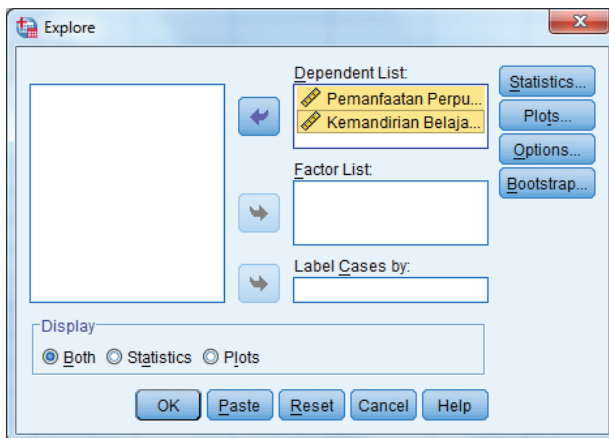 Explore
Dependent List:
Pemanfaatan Perpu...
Kemandirian Belaja...
Factor List:
Label Cases by:
Statistics...
Plots...
Options...
Bootstrap...
Display
Both Statistics Plots
OK Paste Reset Cancel Help